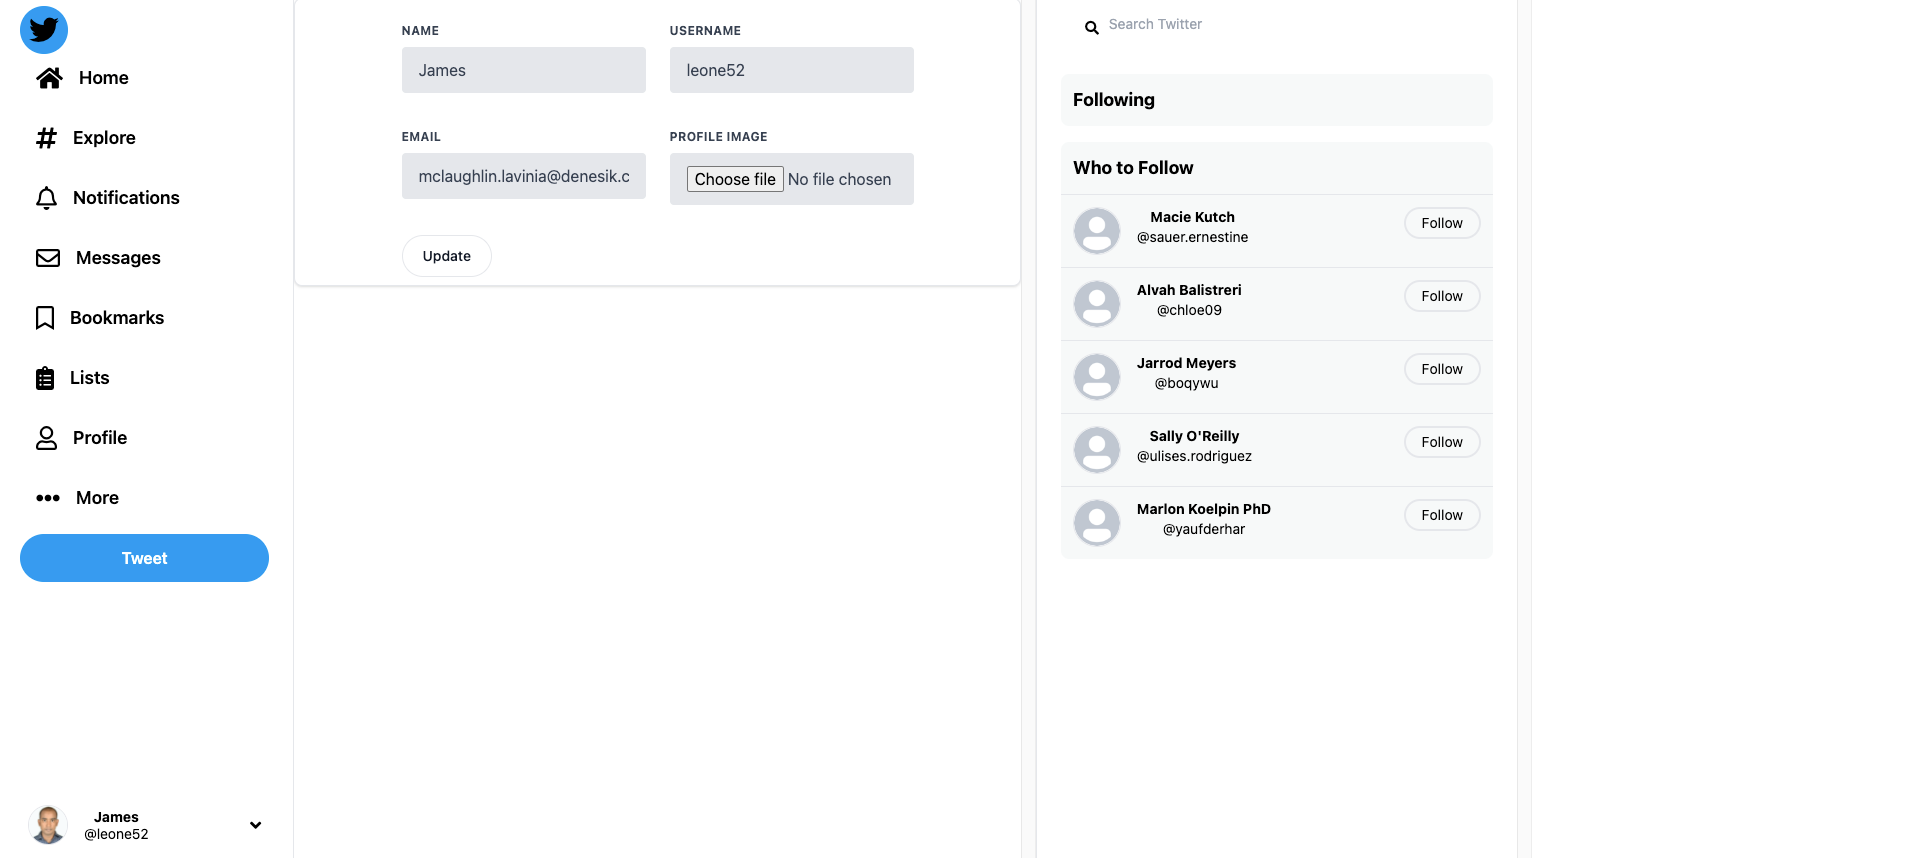 Home
Explore
Notifications
Messages
Bookmarks
Lists
Profile
More
Tweet
James
@leone52
NAME
USERNAME
James
leone52
EMAIL
PROFILE IMAGE
mclaughlin.lavinia@denesik.c
Choose file No file chosen
Update
Search Twitter
Following
Who to Follow
Macie Kutch
@sauer.ernestine
Follow
Alvah Balistreri
@chloe09
Follow
Jarrod Meyers
@boqywu
Follow
Sally O'Reilly
@ulises.rodriguez
Follow
Marlon Koelpin PhD
@yaufderhar
Follow